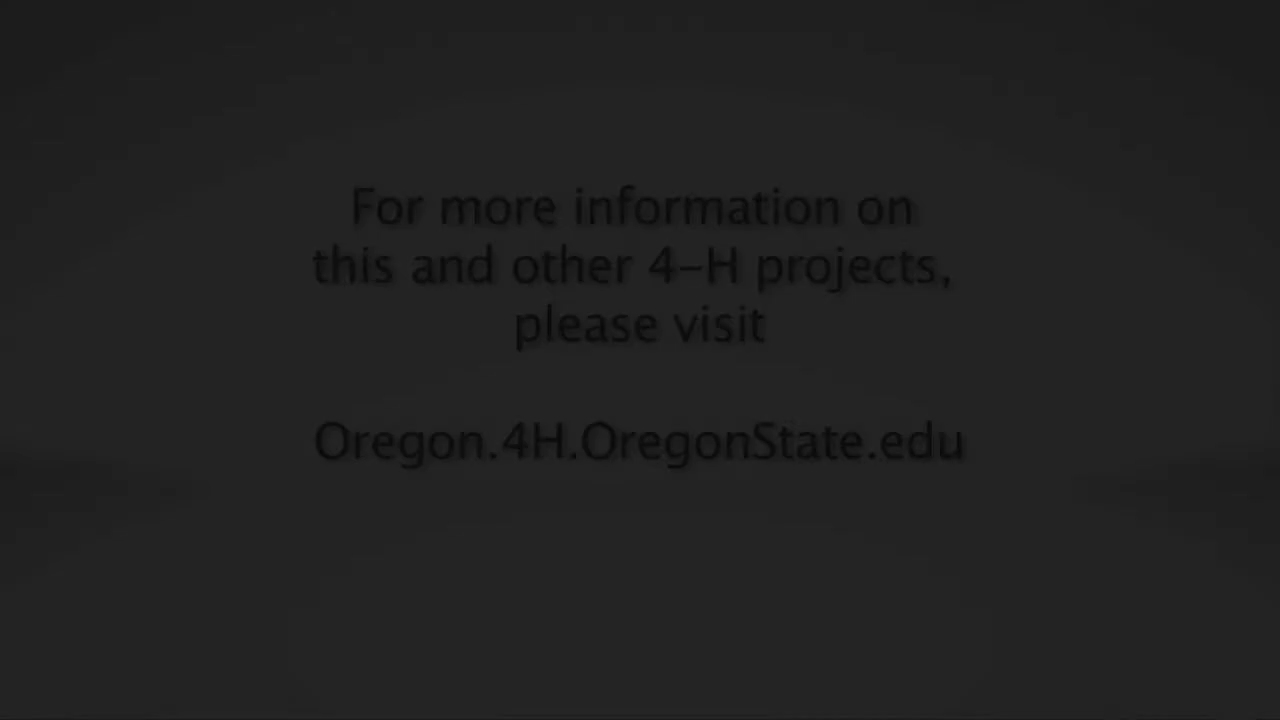 For more information on
this and other 4-H projects,
please visit
Oregon.4H.OregonState.edu